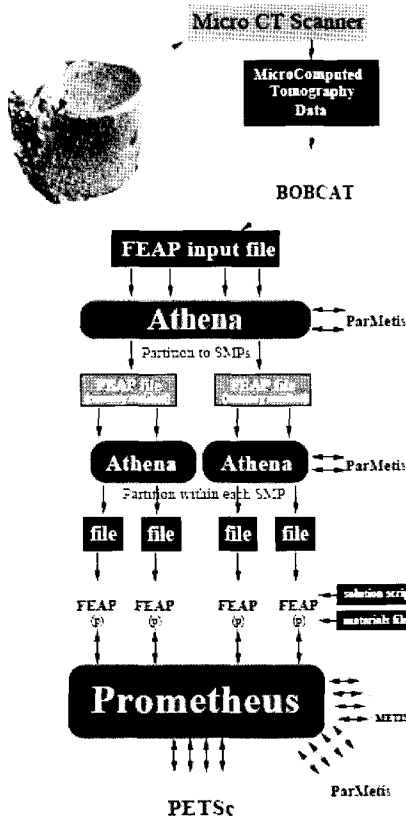 Micro CT Scanner
MicroComputed
Tomography
Data
BOBCAT
FEAP input file
Athena
ParMetis
Partition to SMPs
FEAP file
FEAP file
Athena
Athena
ParMetis
Partition within each SMP
file
file
file
file
solution scrip
FEAP
FEAP
FEAP
FEAP
(p)
(p)
(p)
(p)
materials file
Prometheus
METIS
ParMetis
PETSc